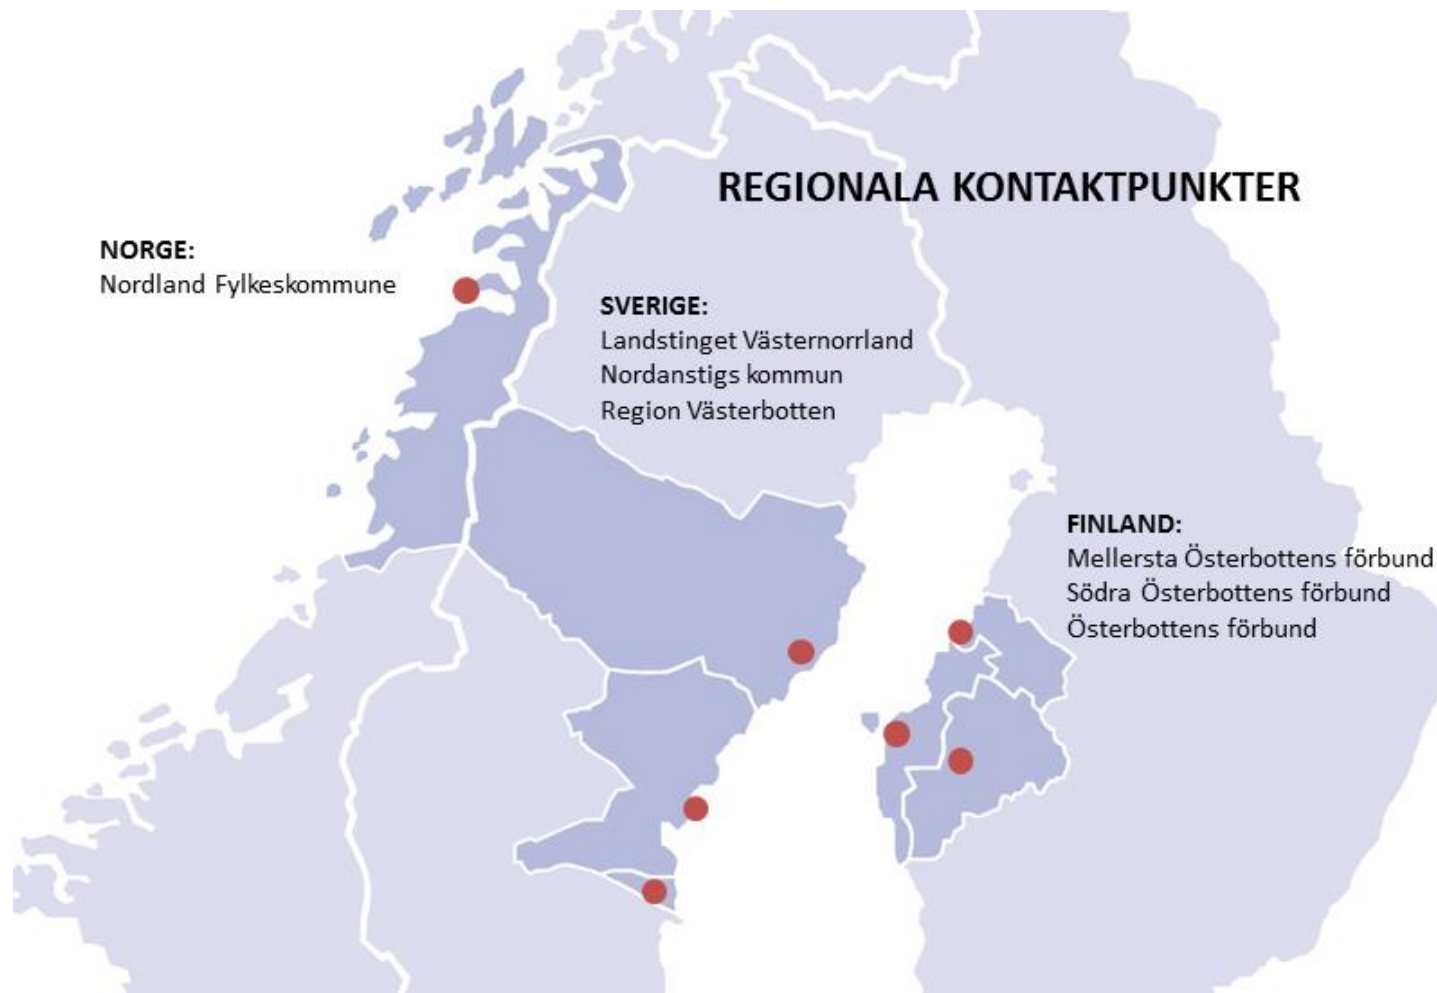 REGIONALA KONTAKTPUNKTER
NORGE:
Nordland Fylkeskommune
SVERIGE:
Landstinget Västernorrland
Nordanstigs kommun
Region Västerbotten
FINLAND:
Mellersta Österbottens förbund
Södra Österbottens förbund
Österbottens förbund